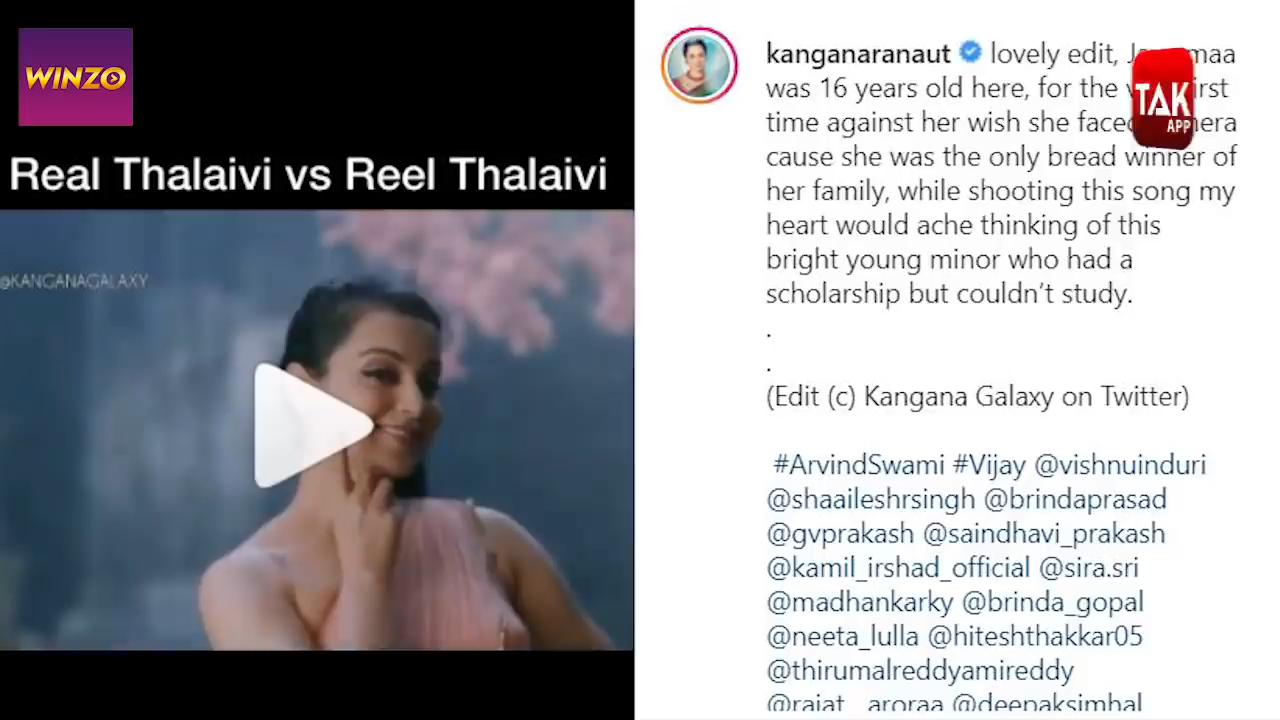 WINZO
Real Thalaivi vs Reel Thalaivi
@KANGANAGALAXY
kanganaranaut lovely edit,
was 16 years old here, for the
time against her wish she
cause she was the only bread winner of
her family, while shooting this song my
heart would ache thinking of this
bright young minor who had a
scholarship but couldn't study.
.
.
(Edit (c) Kangana Galaxy on Twitter)
#ArvindSwami #Vijay @vishnuinduri
@shaaileshrsingh @brindaprasad
@gvprakash @saindhavi_prakash
@kamil_irshad_official @sira.sri
@madhankarky @brinda_gopal
@neeta_lulla @hiteshthakkar05
@thirumalreddyamireddy
@rajat_aroraa @deepaksimhal
TAK
APP